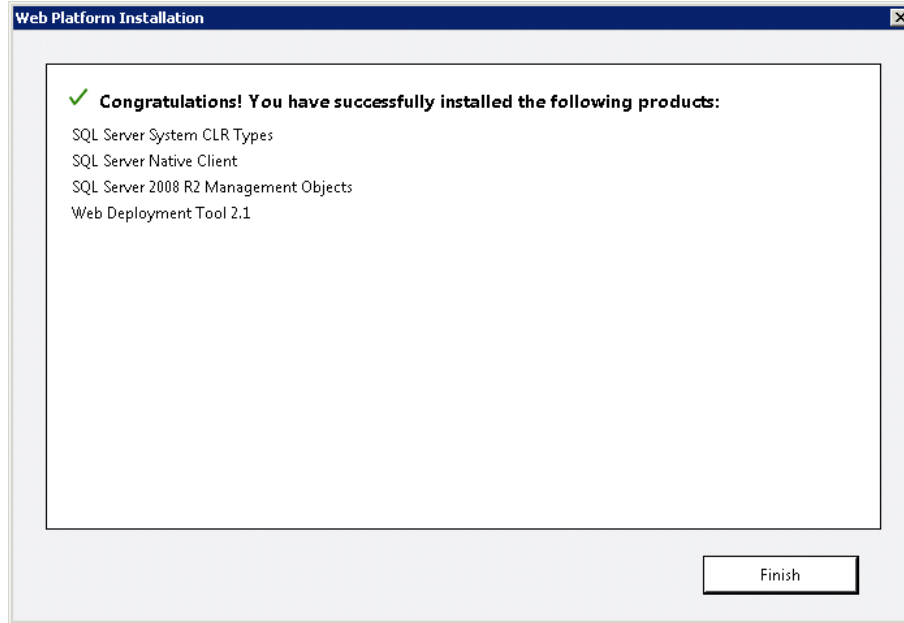 Web Platform Installation
Congratulations! You have successfully installed the following products:
SQL Server System CLR Types
SQL Server Native Client
SQL Server 2008 R2 Management Objects
Web Deployment Tool 2.1
Finish